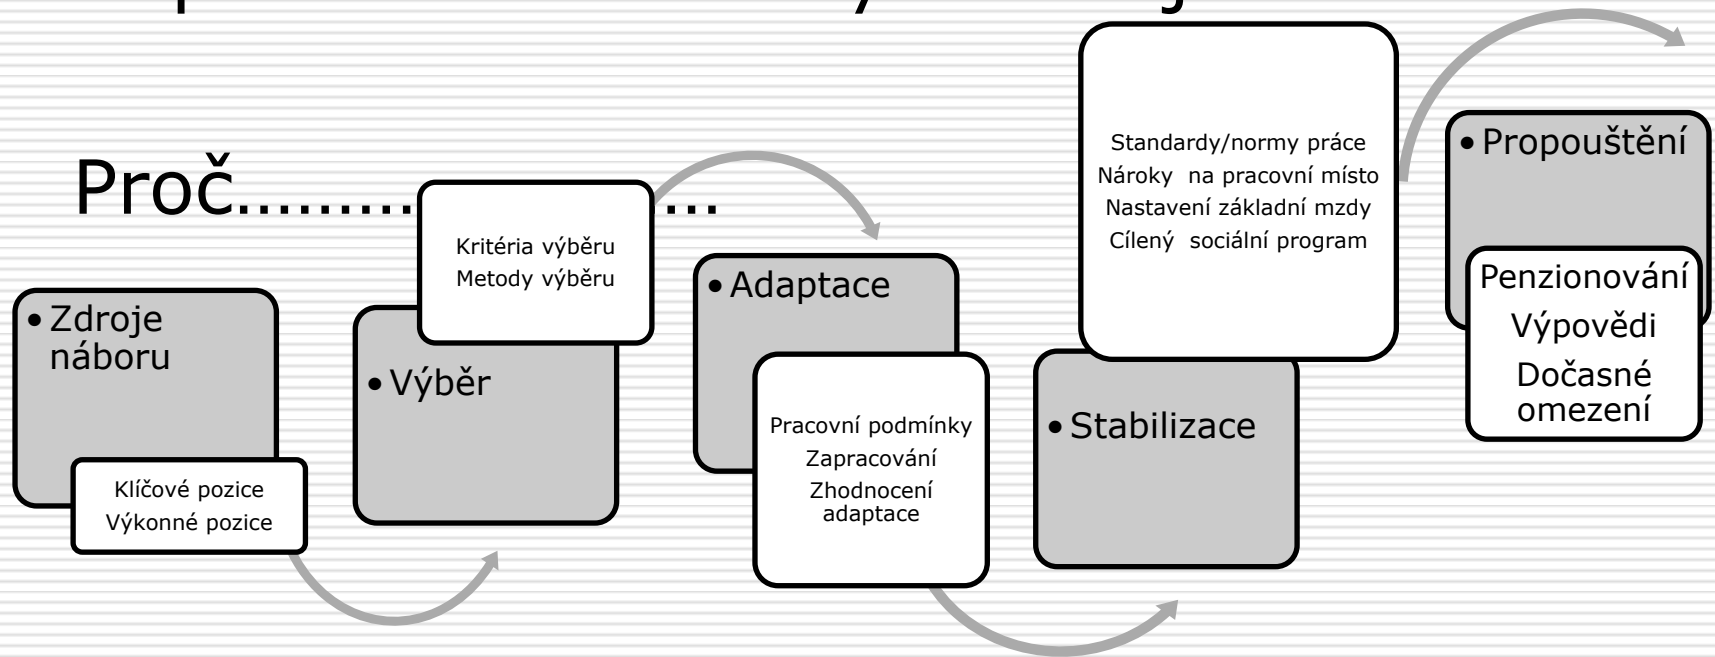 Proč...
Zdroje
náboru
Klíčové pozice
Výkonné pozice
Kritéria výběru
Metody výběru
Výběr
Adaptace
Pracovní podmínky
Zapracování
Zhodnocení
adaptace
Standardy/normy práce
Nároky  na pracovní místo
Nastavení základní mzdy
Cílený  sociální program
Stabilizace
Propouštění
Penzionování
Výpovědi
Dočasné
omezení